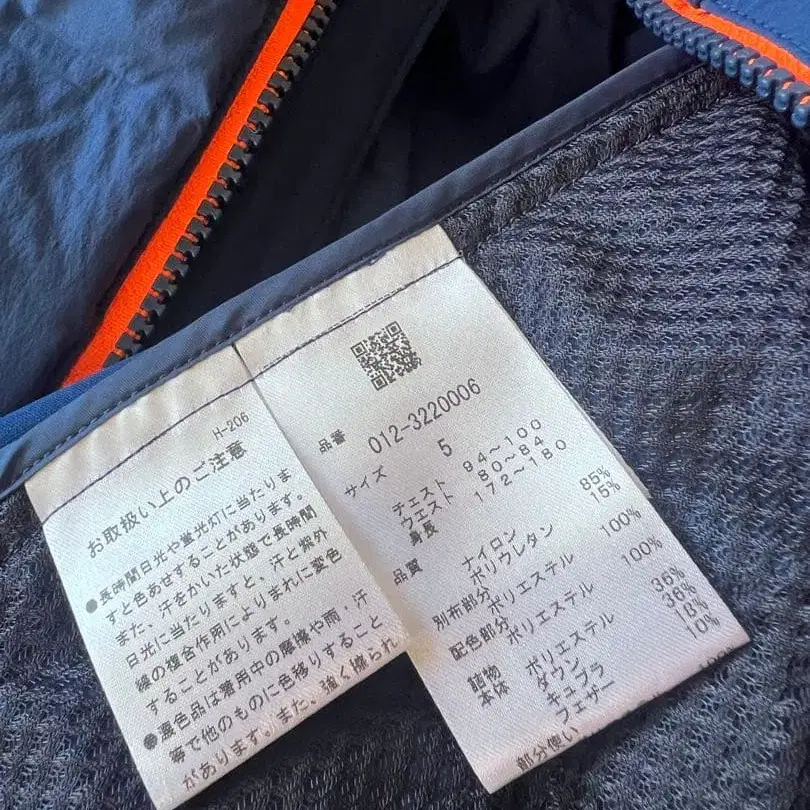 H-206
お取扱い上のご注意
●長時間日光や蛍光灯に当たりま
すと色あせすることがあります。
また、汗をかいた状態で長時間
日光に当たりますと、汗と紫外
線の複合作用によりまれに変色
することがあります。
●濃色品は着用中の摩擦や雨・汗
等で他のものに色移りすること
があります。また、強く擦られ
品番 012-3220006
サイズ 5
チェスト 94〜100
ウエスト 80〜84
身長 172〜180
品質
ナイロン 85%
ポリウレタン 15%
別布部分
ポリエステル 100%
配色部分
ポリエステル 100%
詰物
本体 ポリエステル 36%
ダウン 36%
キュプラ 18%
フェザー 10%
部分使い